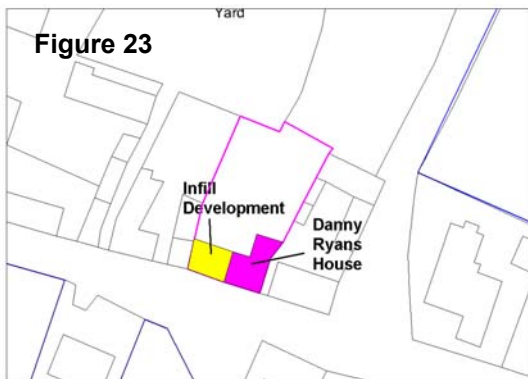 Yard
Figure 23
Infill
Development
Danny
Ryans
House